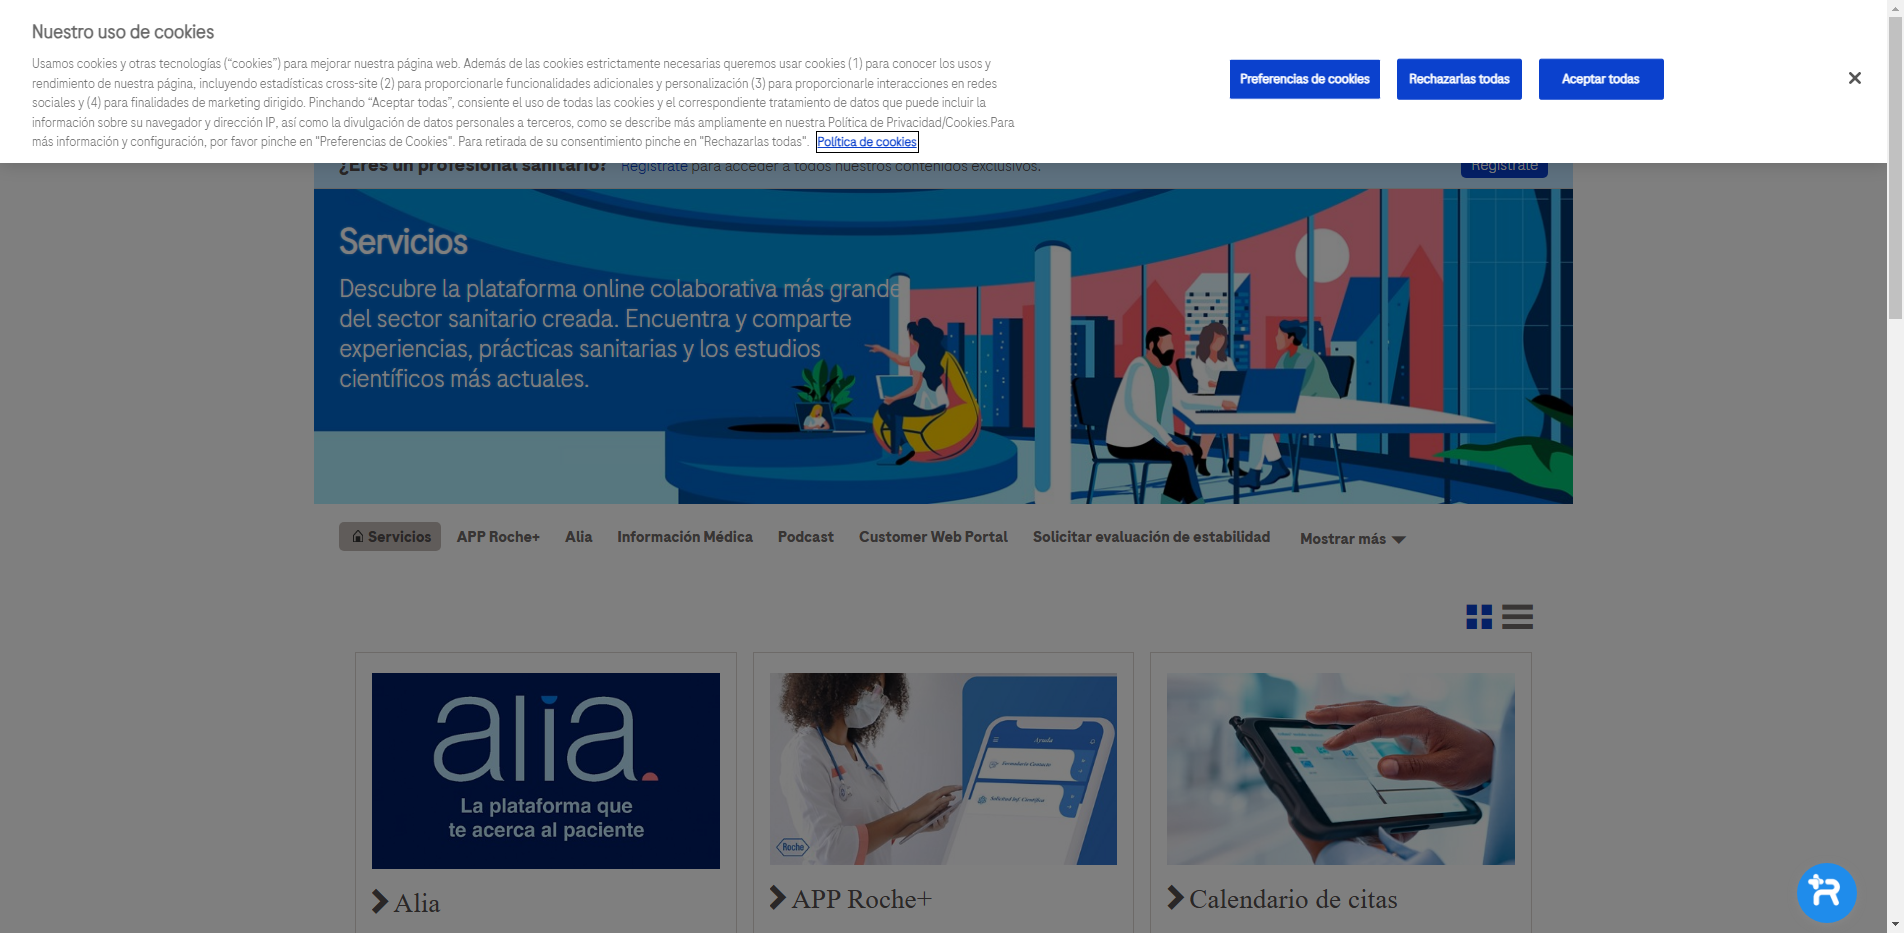 Nuestro uso de cookies
Usamos cookies y otras tecnologías (“cookies”) para mejorar nuestra página web. Además de las cookies estrictamente necesarias queremos usar cookies (1) para conocer los usos y
rendimiento de nuestra página, incluyendo estadísticas cross-site (2) para proporcionarle funcionalidades adicionales y personalización (3) para proporcionarle interacciones en redes
sociales y (4) para finalidades de marketing dirigido. Pinchando “Aceptar todas”, consiente el uso de todas las cookies y el correspondiente tratamiento de datos que puede incluir la
información sobre su navegador y dirección IP, así como la divulgación de datos personales a terceros, como se describe más ampliamente en nuestra Política de Privacidad/Cookies.Para
más información y configuración, por favor pinche en "Preferencias de Cookies". Para retirada de su consentimiento pinche en "Rechazarlas todas". Política de cookies
Preferencias de cookies
Rechazarlas todas
Aceptar todas
¿Eres un profesional sanitario? Regístrate para acceder a todos nuestros contenidos exclusivos.
Regístrate
Servicios
Descubre la plataforma online colaborativa más grande
del sector sanitario creada. Encuentra y comparte
experiencias, prácticas sanitarias y los estudios
científicos más actuales.
Servicios APP Roche+ Alia Información Médica Podcast Customer Web Portal Solicitar evaluación de estabilidad Mostrar más
alia.
La plataforma que
te acerca al paciente
Ayuda
Formulario Contacto
Solicitud Inf. Científica
Roche
Alia
APP Roche+
Calendario de citas